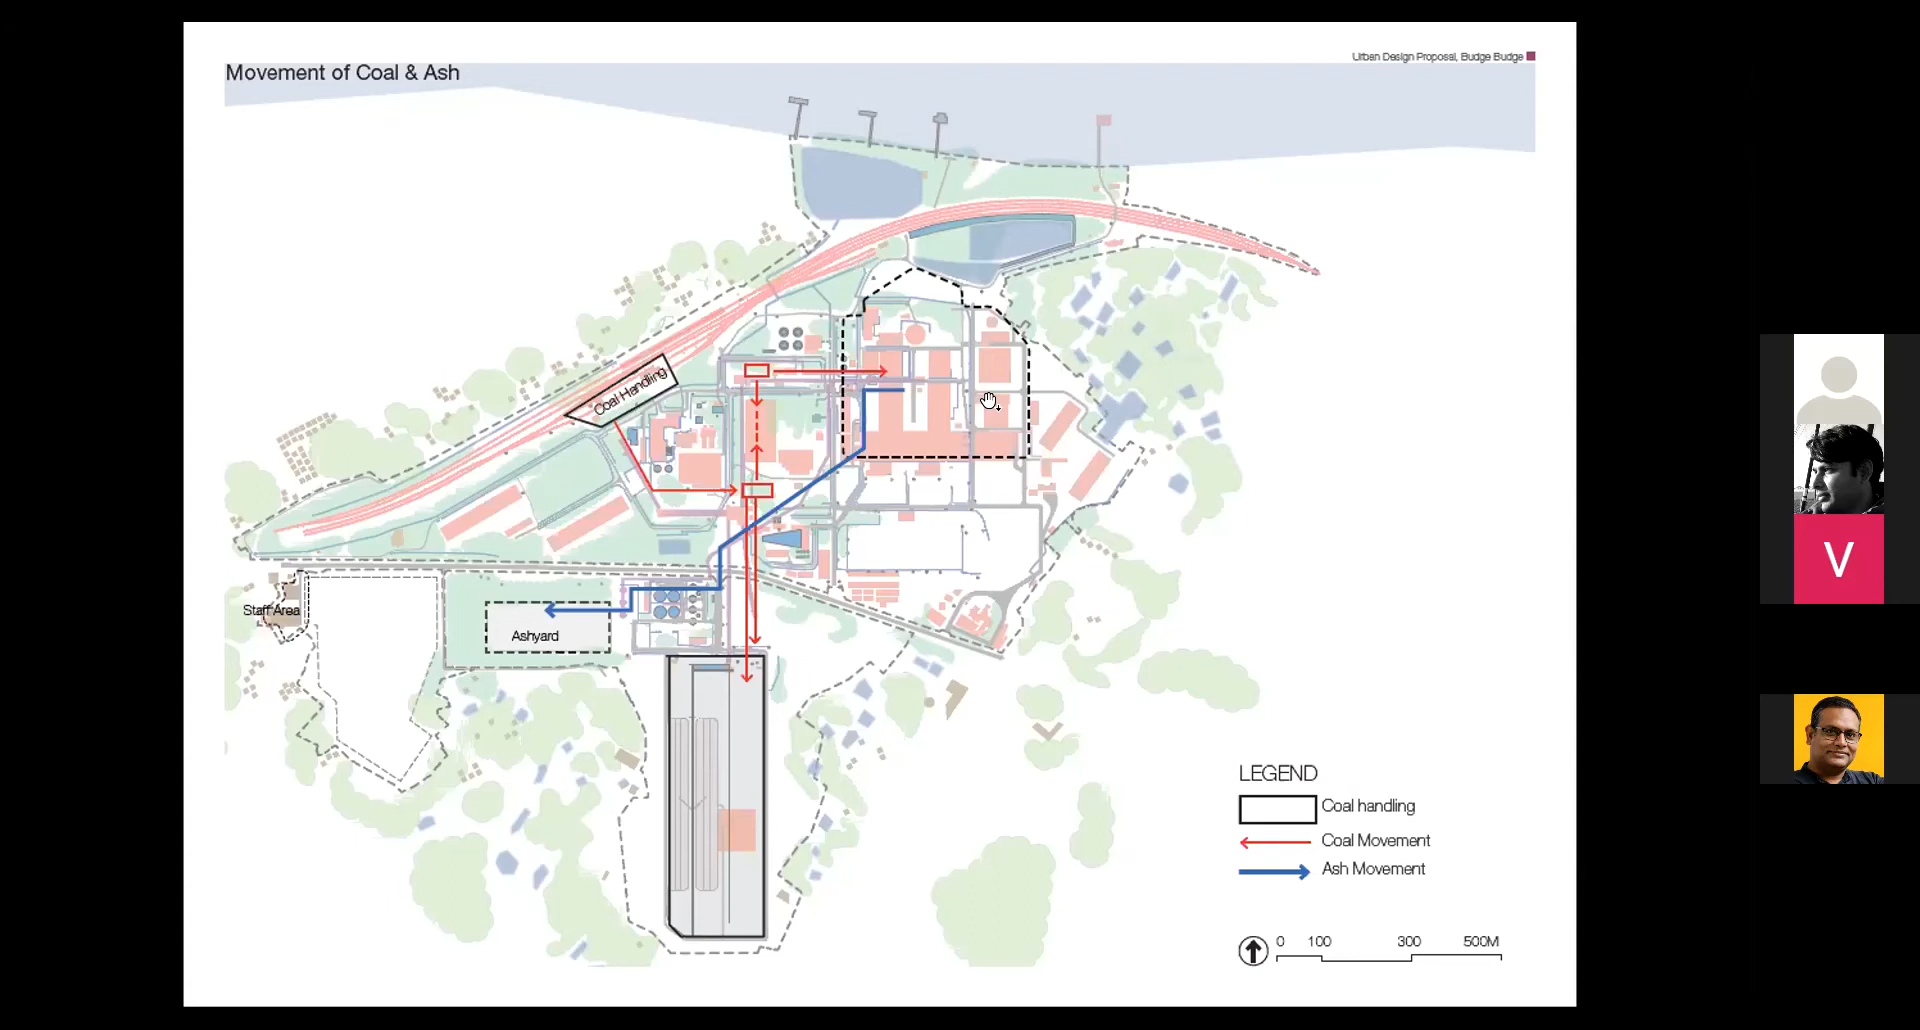 Urban Design Proposal, Budge Budge
Movement of Coal & Ash
Coal Handling
Staff Area
Ashyard
V
LEGEND
Coal handling
Coal Movement
Ash Movement
0 100 300 500M